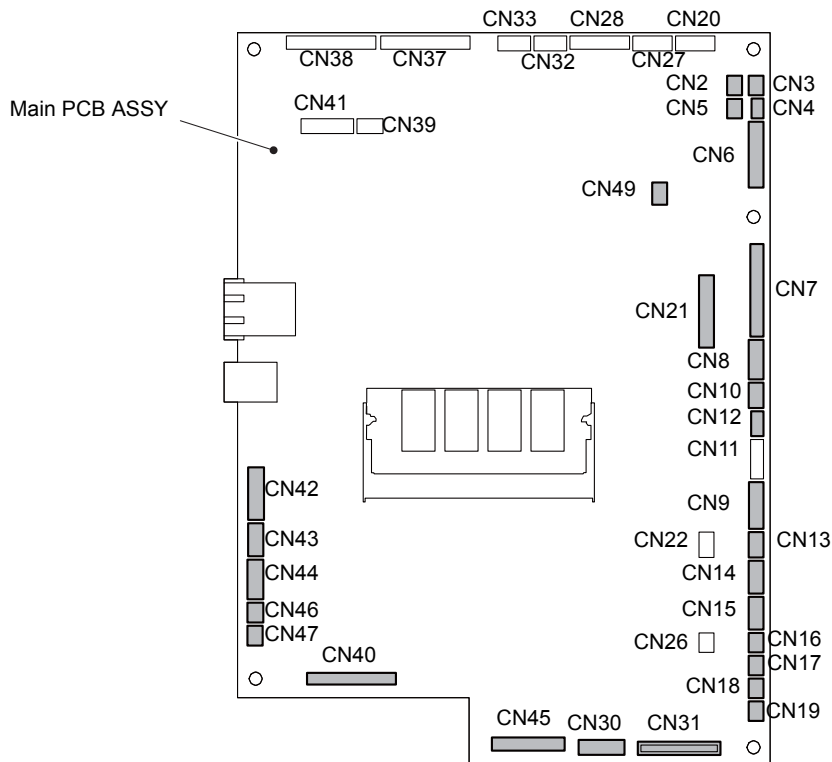 CN33 CN28 CN20
CN38 CN37 CN32 CN27
CN2 CN3
CN41 CN5 CN4
Main PCB ASSY CN39
CN6
CN49
CN7
CN21
CN8
CN10
CN12
CN11
CN42 CN9
CN43 CN22 CN13
CN44 CN14
CN46 CN15
CN47 CN26 CN16
CN40 CN17
CN18
CN19
CN45 CN30 CN31